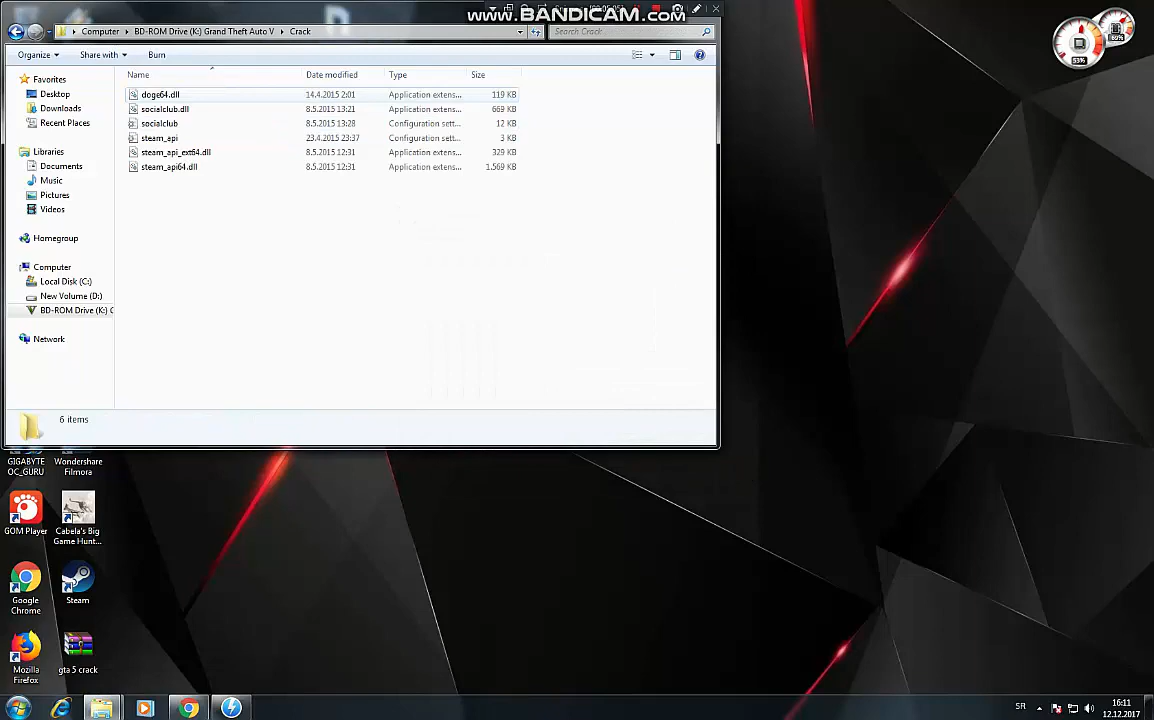 www.BANDICAM.com
Computer BD-ROM Drive (K:) Grand Theft Auto V Crack
Search Crack
Organize Share with Burn
Name Date modified Type Size
Favorites
Desktop
Downloads
Recent Places
Libraries
Documents
Music
Pictures
Videos
Homegroup
Computer
Local Disk (C:)
New Volume (D:)
BD-ROM Drive (K:) G
Network
doge64.dll 14.4.2015 2:01 Application extens... 119 KB
socialclub.dll 8.5.2015 13:21 Application extens... 669 KB
socialclub 8.5.2015 13:28 Configuration sett... 12 KB
steam_api 23.4.2015 23:37 Configuration sett... 3 KB
steam_api_ext64.dll 8.5.2015 12:31 Application extens... 329 KB
steam_api64.dll 8.5.2015 12:31 Application extens... 1.569 KB
6 items
53%
69%
GIGABYTE
OC_GURU
Wondershare
Filmora
GOM Player
Cabela's Big
Game Hunt...
Google
Chrome
Steam
Mozilla
Firefox
gta 5 crack
SR
16:11
12.12.2017